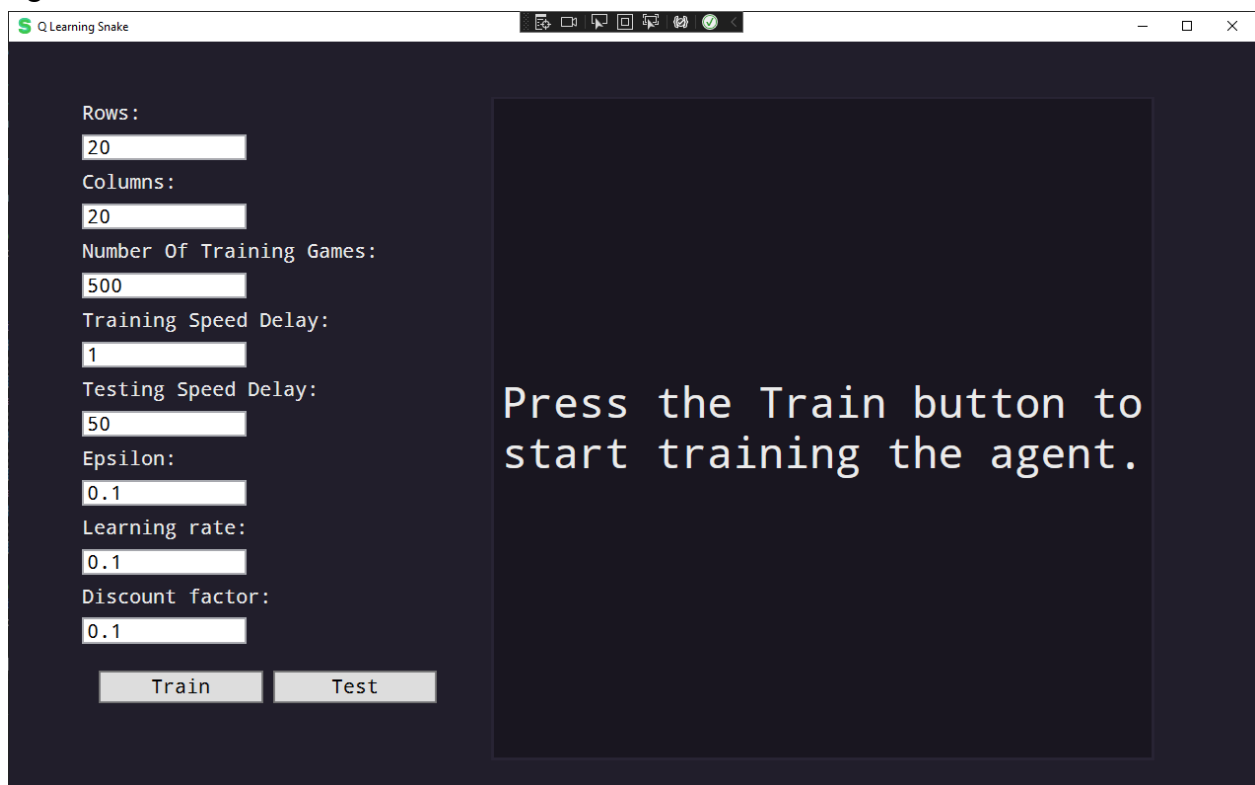 Q Learning Snake
Rows:
20
Columns:
20
Number Of Training Games:
500
Training Speed Delay:
1
Testing Speed Delay:
50
Epsilon:
0.1
Learning rate:
0.1
Discount factor:
0.1
Train Test
Press the Train button to
start training the agent.